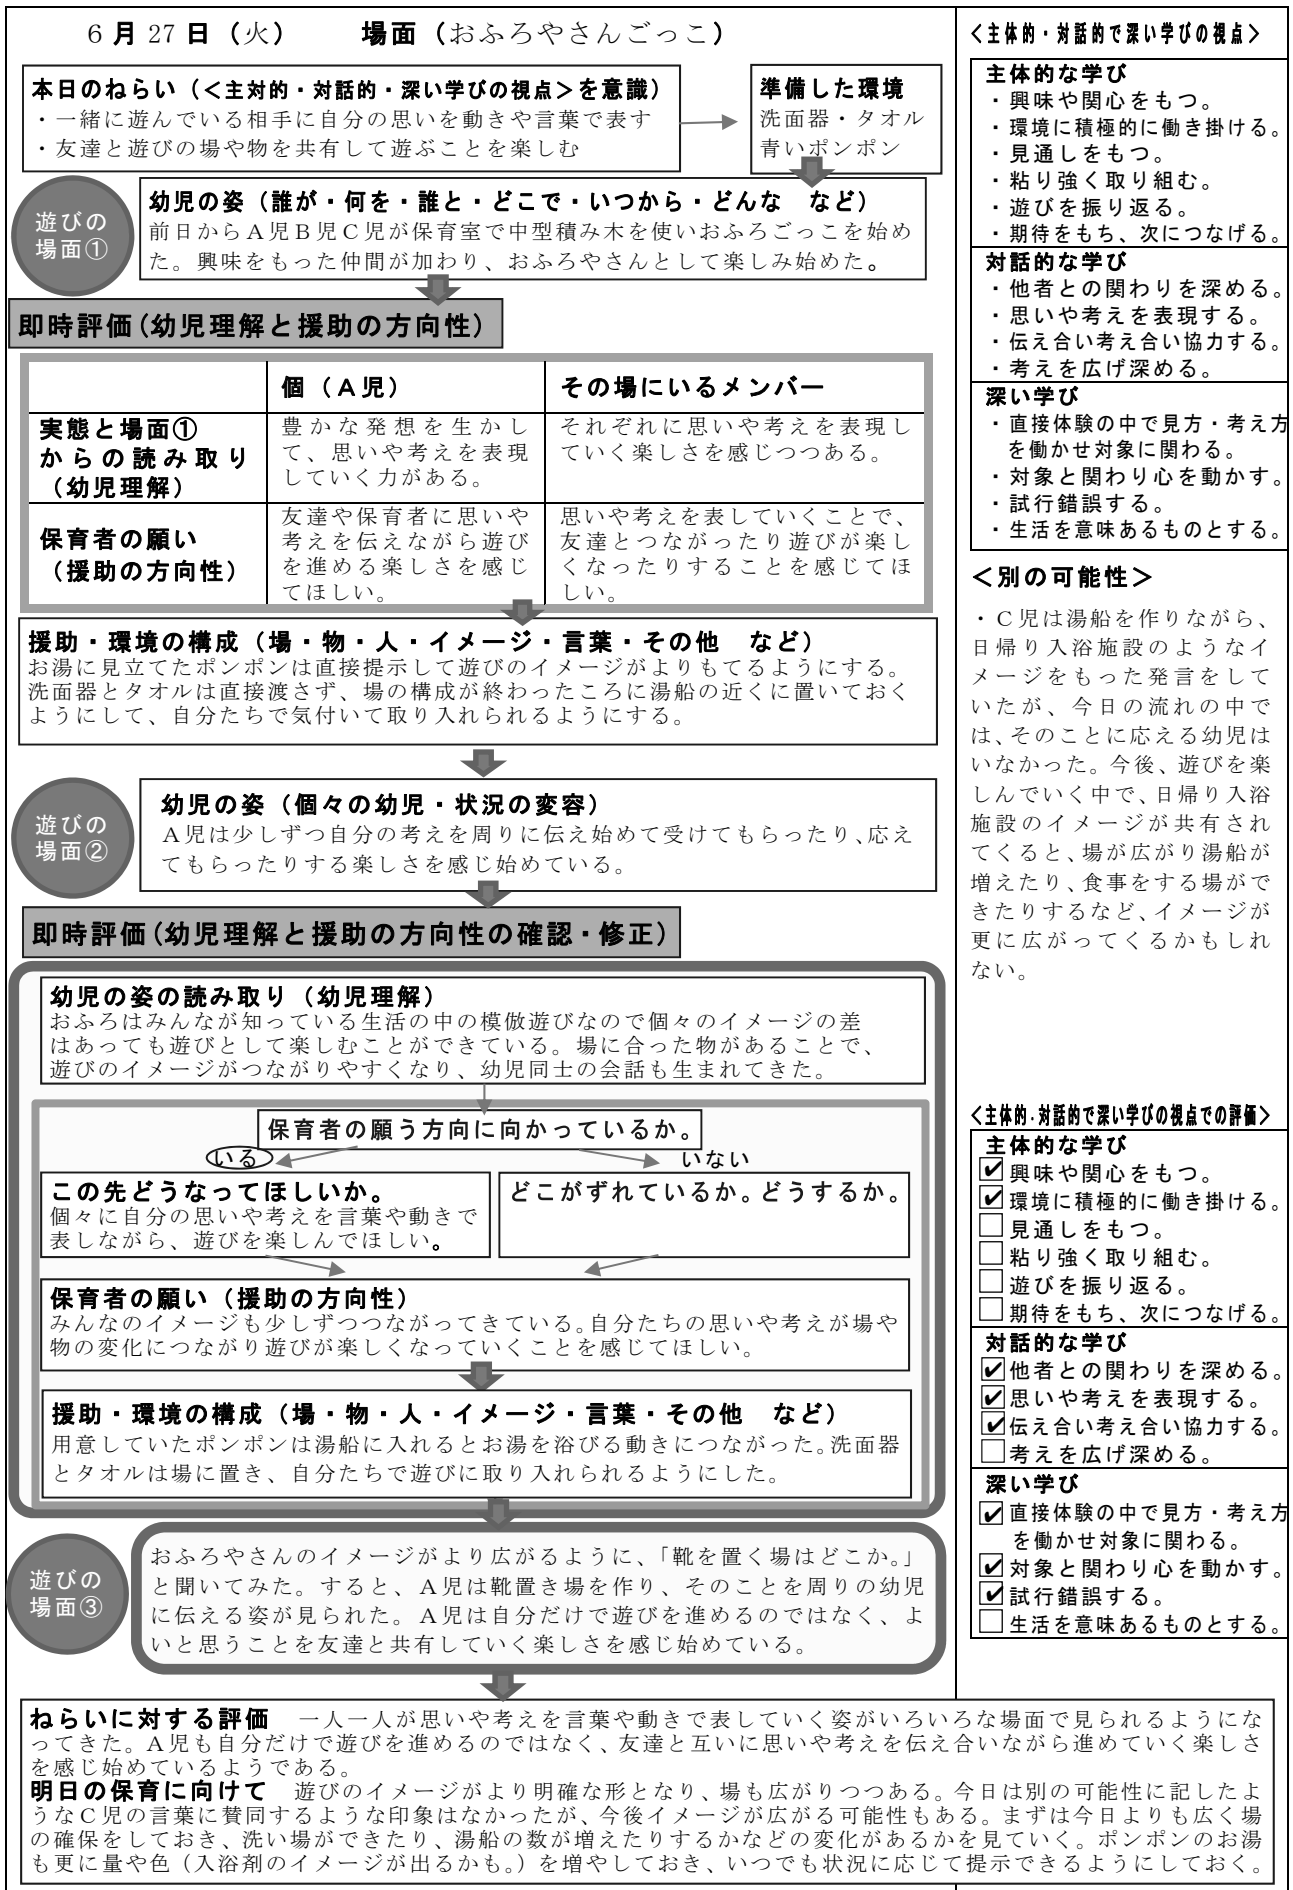 6月27日（火）　場面（おふろやさんごっこ）
本日のねらい（＜主対的・対話的・深い学びの視点＞を意識）
・一緒に遊んでいる相手に自分の思いを動きや言葉で表す
・友達と遊びの場や物を共有して遊ぶことを楽しむ
準備した環境
洗面器・タオル
青いポンポン
遊びの
場面①
幼児の姿（誰が・何を・誰と・どこで・いつから・どんな　など）
前日からＡ児Ｂ児Ｃ児が保育室で中型積み木を使いおふろごっこを始め
た。興味をもった仲間が加わり、おふろやさんとして楽しみ始めた。
即時評価（幼児理解と援助の方向性）
個（Ａ児）
その場にいるメンバー
実態と場面①
からの読み取り
（幼児理解）
豊かな発想を生かし
て、思いや考えを表現
していく力がある。
それぞれに思いや考えを表現し
ていく楽しさを感じつつある。
保育者の願い
（援助の方向性）
友達や保育者に思いや
考えを伝えながら遊び
を進める楽しさを感じ
てほしい。
思いや考えを表していくことで、
友達とつながったり遊びが楽し
くなったりすることを感じてほ
しい。
援助・環境の構成（場・物・人・イメージ・言葉・その他　など）
お湯に見立てたポンポンは直接提示して遊びのイメージがよりもてるようにする。
洗面器とタオルは直接渡さず、場の構成が終わったころに湯船の近くに置いておく
ようにして、自分たちで気付いて取り入れられるようにする。
遊びの
場面②
幼児の姿（個々の幼児・状況の変容）
Ａ児は少しずつ自分の考えを周りに伝え始めて受けてもらったり、応え
てもらったりする楽しさを感じ始めている。
即時評価（幼児理解と援助の方向性の確認・修正）
幼児の姿の読み取り（幼児理解）
おふろはみんなが知っている生活の中の模倣遊びなので個々のイメージの差
はあっても遊びとして楽しむことができている。場に合った物があることで、
遊びのイメージがつながりやすくなり、幼児同士の会話も生まれてきた。
保育者の願う方向に向かっているか。
いる
いない
この先どうなってほしいか。
個々に自分の思いや考えを言葉や動きで
表しながら、遊びを楽しんでほしい。
どこがずれているか。どうするか。
保育者の願い（援助の方向性）
みんなのイメージも少しずつつながってきている。自分たちの思いや考えが場や
物の変化につながり遊びが楽しくなっていくことを感じてほしい。
援助・環境の構成（場・物・人・イメージ・言葉・その他　など）
用意していたポンポンは湯船に入れるとお湯を浴びる動きにつながった。洗面器
とタオルは場に置き、自分たちで遊びに取り入れられるようにした。
遊びの
場面③
おふろやさんのイメージがより広がるように、「靴を置く場はどこか。」
と聞いてみた。すると、Ａ児は靴置き場を作り、そのことを周りの幼児
に伝える姿が見られた。Ａ児は自分だけで遊びを進めるのではなく、よ
いと思うことを友達と共有していく楽しさを感じ始めている。
＜主体的・対話的で深い学びの視点＞
主体的な学び
・興味や関心をもつ。
・環境に積極的に働き掛ける。
・見通しをもつ。
・粘り強く取り組む。
・遊びを振り返る。
・期待をもち、次につなげる。
対話的な学び
・他者との関わりを深める。
・思いや考えを表現する。
・伝え合い考え合い協力する。
・考えを広げ深める。
深い学び
・直接体験の中で見方・考え方
を働かせ対象に関わる。
・対象と関わり心を動かす。
・試行錯誤する。
・生活を意味あるものとする。
＜別の可能性＞
・Ｃ児は湯船を作りながら、
日帰り入浴施設のようなイ
メージをもった発言をして
いたが、今日の流れの中で
は、そのことに応える幼児は
いなかった。今後、遊びを楽
しんでいく中で、日帰り入浴
施設のイメージが共有され
てくると、場が広がり湯船が
増えたり、食事をする場がで
きたりするなど、イメージが
更に広がってくるかもしれ
ない。
＜主体的・対話的で深い学びの視点での評価＞
主体的な学び
☑興味や関心をもつ。
☑環境に積極的に働き掛ける。
□見通しをもつ。
□粘り強く取り組む。
□遊びを振り返る。
□期待をもち、次につなげる。
対話的な学び
☑他者との関わりを深める。
☑思いや考えを表現する。
☑伝え合い考え合い協力する。
□考えを広げ深める。
深い学び
☑直接体験の中で見方・考え方
を働かせ対象に関わる。
☑対象と関わり心を動かす。
☑試行錯誤する。
□生活を意味あるものとする。
ねらいに対する評価　一人一人が思いや考えを言葉や動きで表していく姿がいろいろな場面で見られるようにな
ってきた。Ａ児も自分だけで遊びを進めるのではなく、友達と互いに思いや考えを伝え合いながら進めていく楽しさ
を感じ始めているようである。
明日の保育に向けて　遊びのイメージがより明確な形となり、場も広がりつつある。今日は別の可能性に記したよ
うなＣ児の言葉に賛同するような印象はなかったが、今後イメージが広がる可能性もある。まずは今日よりも広く場
の確保をしておき、洗い場ができたり、湯船の数が増えたりするかなどの変化があるかを見ていく。ポンポンのお湯
も更に量や色（入浴剤のイメージが出るかも。）を増やしておき、いつでも状況に応じて提示できるようにしておく。